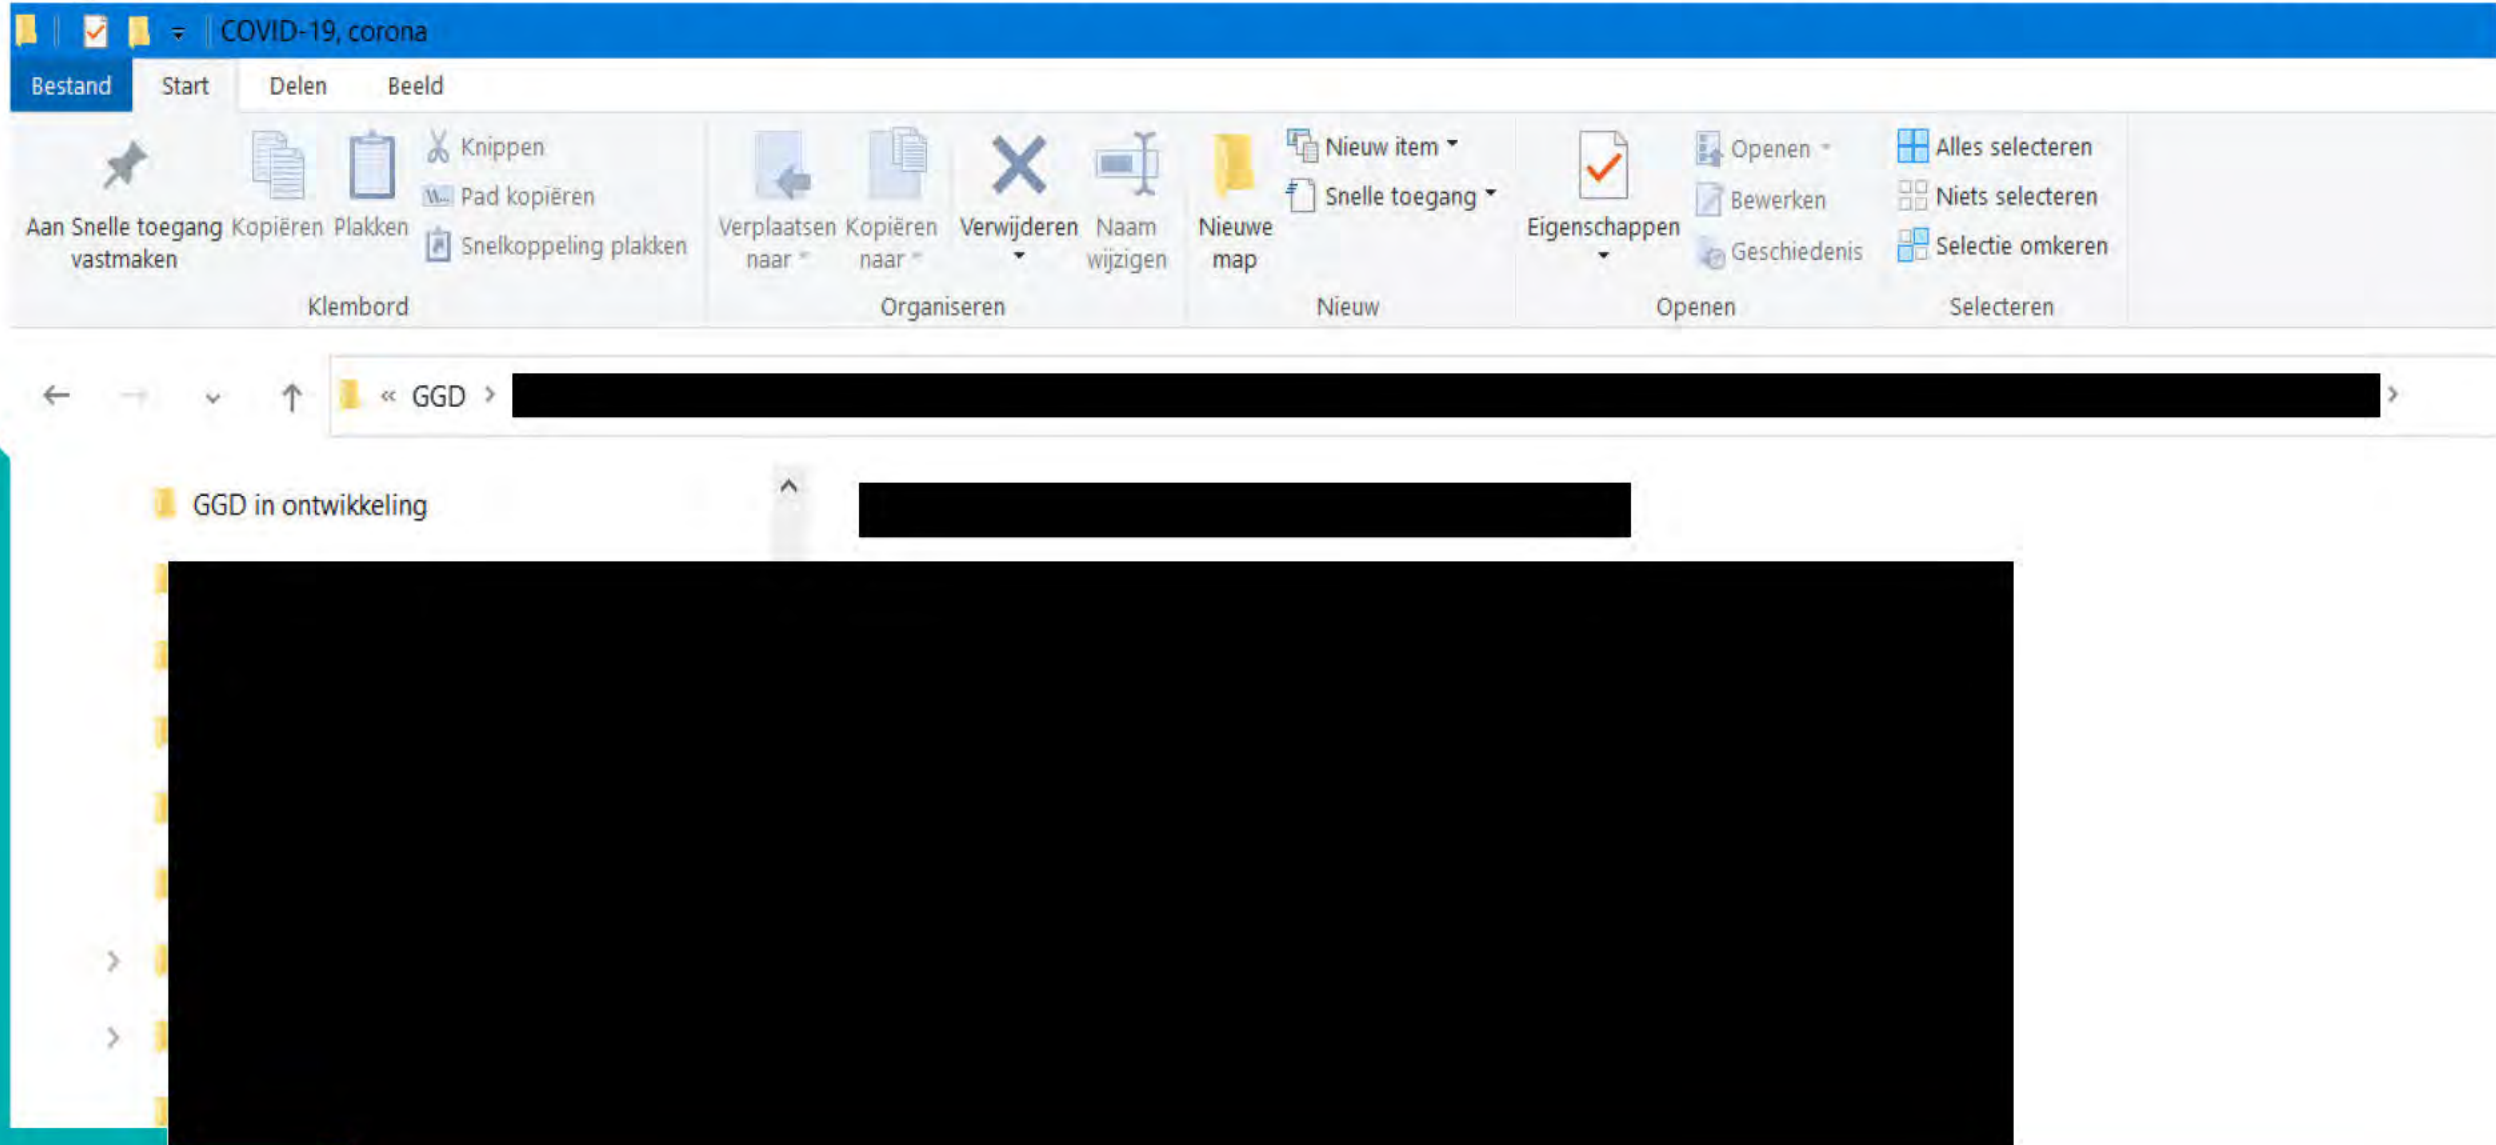 COVID-19, corona
Bestand Start Delen Beeld
Aan Snelle toegang vastmaken
Kopiëren
Plakken
Knippen
Pad kopiëren
Snelkoppeling plakken
Klembord
Verplaatsen naar
Kopiëren naar
Verwijderen
Naam wijzigen
Organiseren
Nieuwe map
Nieuw item
Snelle toegang
Nieuw
Eigenschappen
Openen
Bewerken
Geschiedenis
Openen
Alles selecteren
Niets selecteren
Selectie omkeren
Selecteren
« GGD >
GGD in ontwikkeling